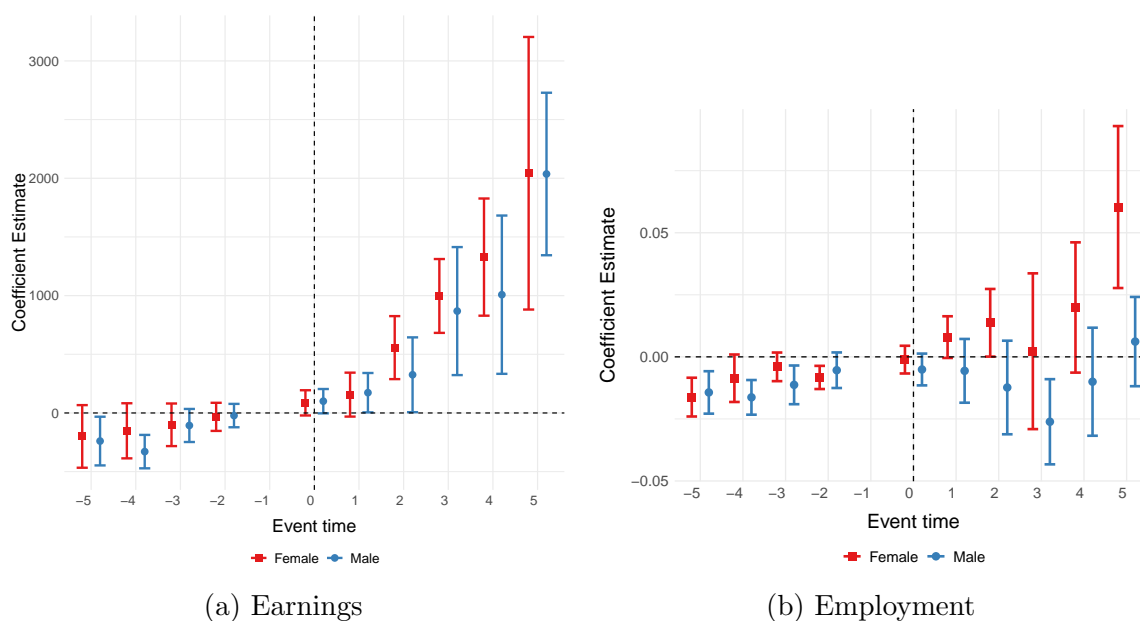 3000
2000
1000
0
Coefficient Estimate
−5 −4 −3 −2 −1 0 1 2 3 4 5
Event time
Female Male
(a) Earnings
0.05
0.00
−0.05
Coefficient Estimate
−5 −4 −3 −2 −1 0 1 2 3 4 5
Event time
Female Male
(b) Employment